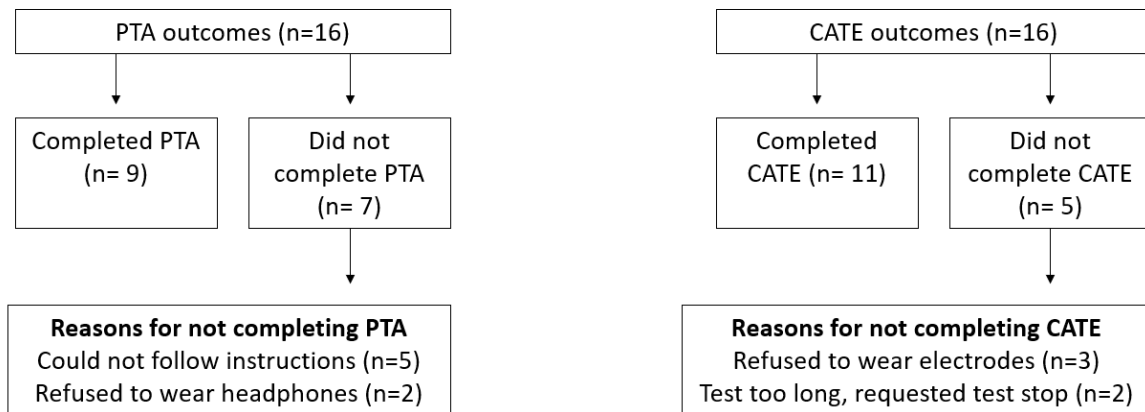 PTA outcomes (n=16)
Completed PTA
(n= 9)
Did not
complete PTA
(n= 7)
Reasons for not completing PTA
Could not follow instructions (n=5)
Refused to wear headphones (n=2)
CATE outcomes (n=16)
Completed
CATE (n= 11)
Did not
complete CATE
(n= 5)
Reasons for not completing CATE
Refused to wear electrodes (n=3)
Test too long, requested test stop (n=2)